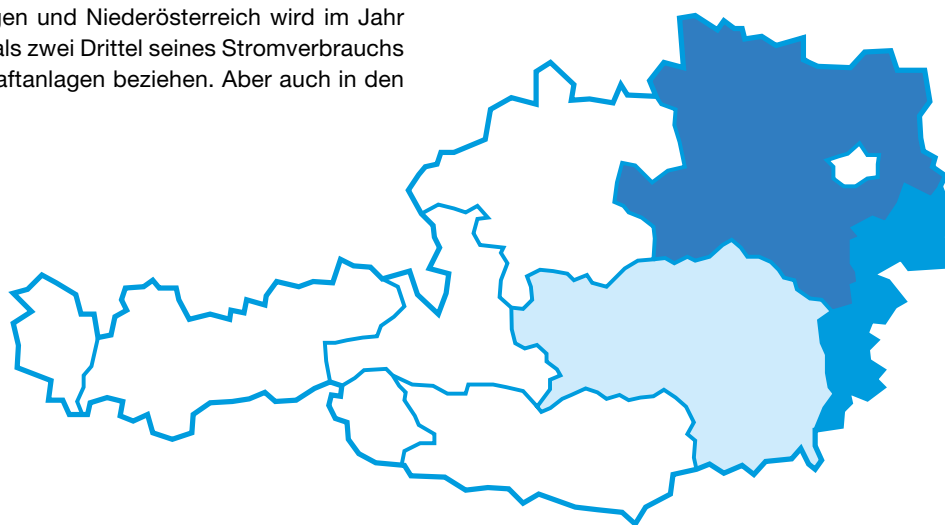 gen und Niederösterreich wird im Jahr
als zwei Drittel seines Stromverbrauchs
aftanlagen beziehen. Aber auch in den